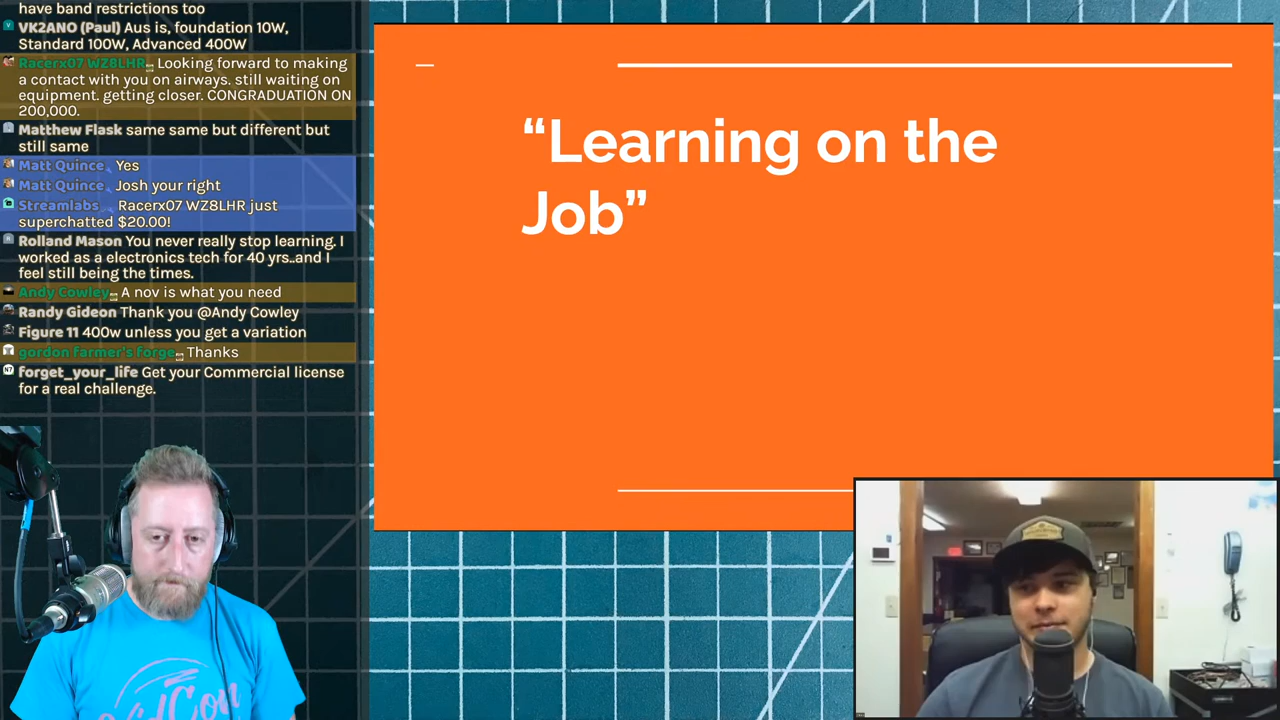 have band restrictions too
VK2ANO (Paul) Aus is, foundation 10W,
Standard 100W, Advanced 400W
Racerx07 WZ8LHR Looking forward to making
a contact with you on airways. still waiting on
equipment. getting closer. CONGRADUATION ON
200,000.
Matthew Flask same same but different but
still same
Matt Quince Yes
Matt Quince Josh your right
Streamlabs Racerx07 WZ8LHR just
superchatted $20.00!
Rolland Mason You never really stop learning. I
worked as a electronics tech for 40 yrs..and I
feel still being the times.
Andy Cowley A nov is what you need
Randy Gideon Thank you @Andy Cowley
Figure 11 400w unless you get a variation
gordon farmer's forge Thanks
forget_your_life Get your Commercial license
for a real challenge.
“Learning on the
Job”